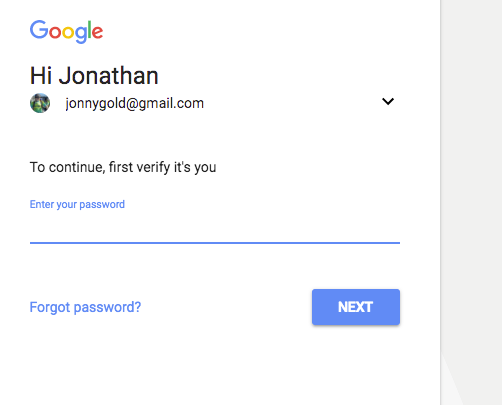 Google
Hi Jonathan
jonnygold@gmail.com
To continue, first verify it's you
Enter your password
Forgot password?
NEXT